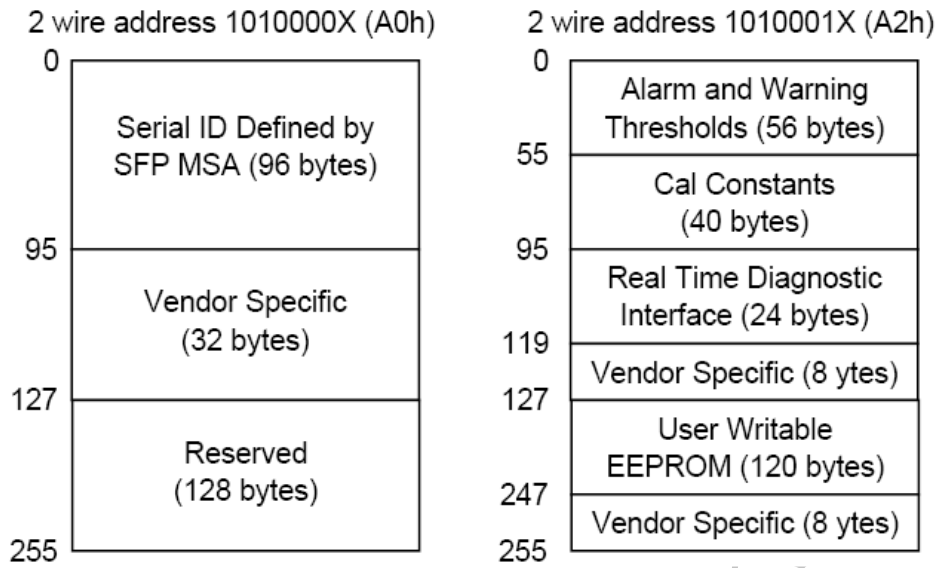 2 wire address 1010000X (A0h)
0
Serial ID Defined by
SFP MSA (96 bytes)
95
Vendor Specific
(32 bytes)
127
Reserved
(128 bytes)
255
2 wire address 1010001X (A2h)
0
Alarm and Warning
Thresholds (56 bytes)
55
Cal Constants
(40 bytes)
95
Real Time Diagnostic
Interface (24 bytes)
119
Vendor Specific (8 ytes)
127
User Writable
EEPROM (120 bytes)
247
Vendor Specific (8 ytes)
255